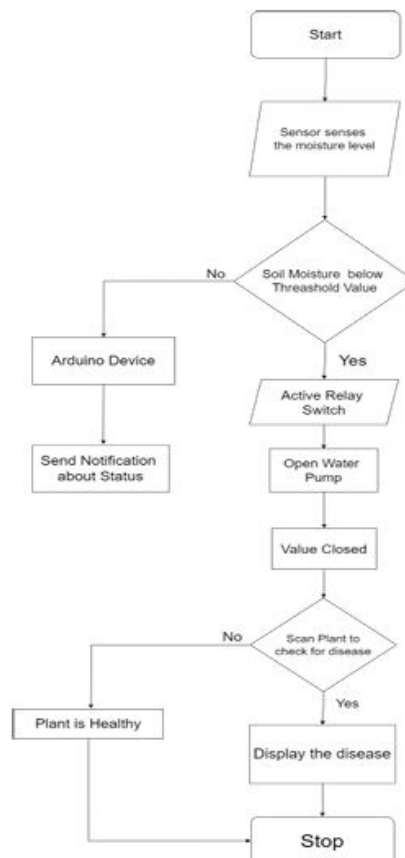 Start
Sensor senses
the moisture level
No
Soil Moisture below
Threashold Value
Arduino Device
Yes
Active Relay
Switch
Send Notification
about Status
Open Water
Pump
Value Closed
No
Scan Plant to
check for disease
Yes
Plant is Healthy
Display the disease
Stop